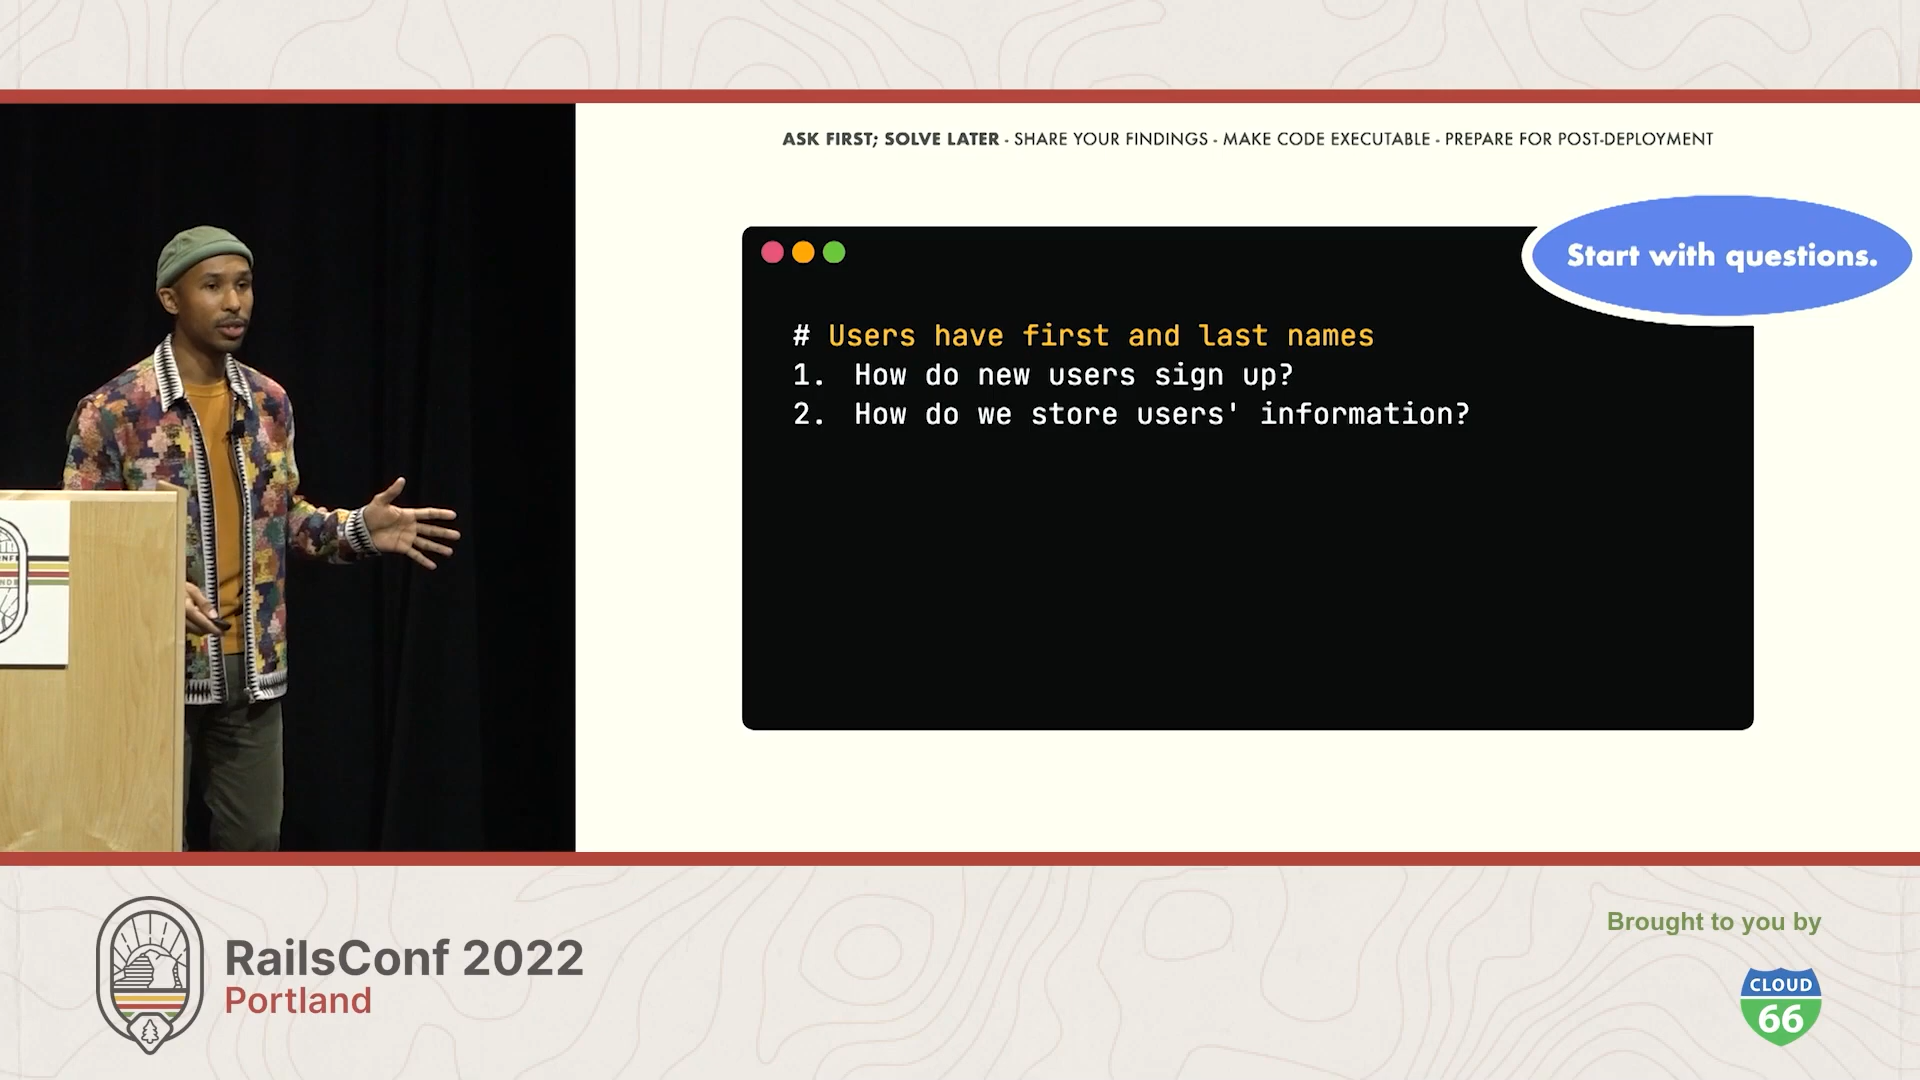 ASK FIRST; SOLVE LATER - SHARE YOUR FINDINGS - MAKE CODE EXECUTABLE - PREPARE FOR POST-DEPLOYMENT
Start with questions.
# Users have first and last names
1. How do new users sign up?
2. How do we store users' information?
RailsConf 2022
Portland
Brought to you by
CLOUD
66